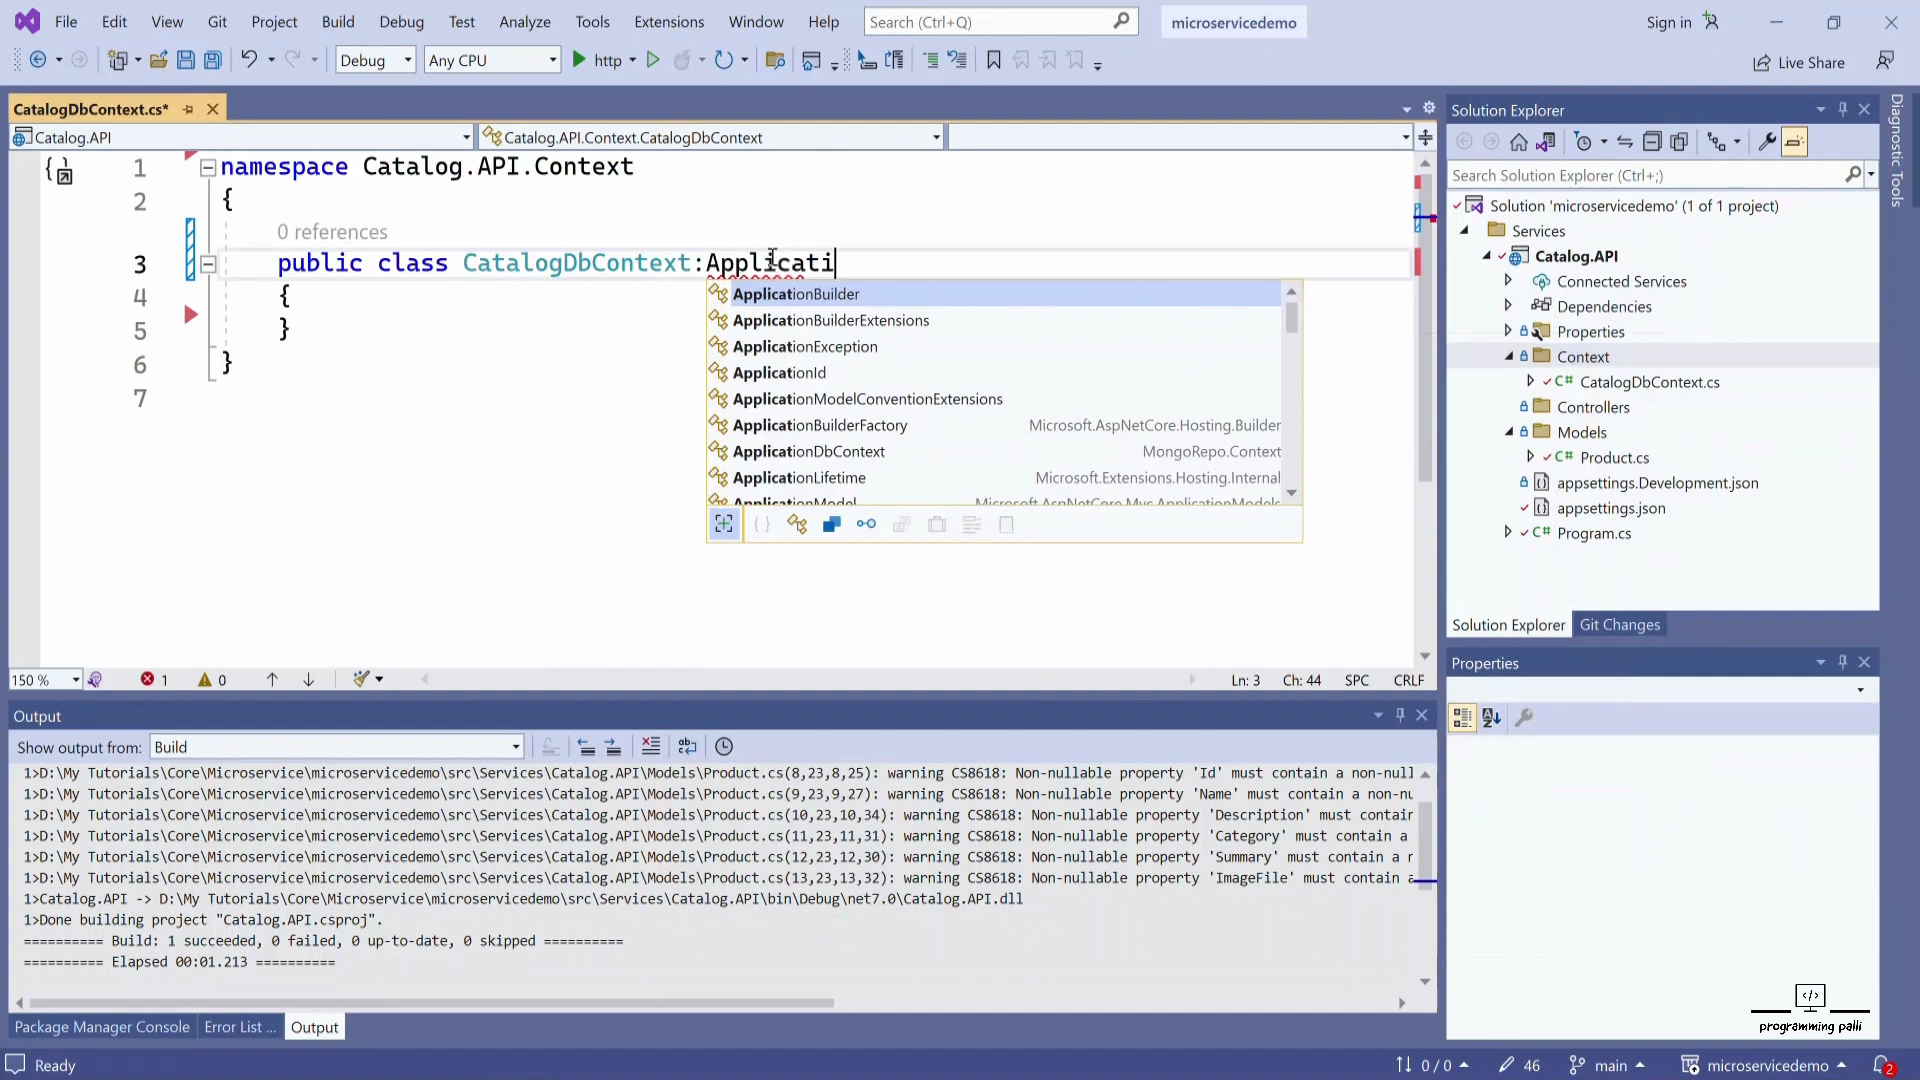 File Edit View Git Project Build Debug Test Analyze Tools Extensions Window Help Search (Ctrl+Q) microservicedemo Sign in
Debug Any CPU http Live Share
CatalogDbContext.cs*
Catalog.API Catalog.API.Context.CatalogDbContext
1 namespace Catalog.API.Context
2 {
0 references
3 public class CatalogDbContext:Applicati
4 {
5 }
6 }
7
ApplicationBuilder
ApplicationBuilderExtensions
ApplicationException
ApplicationId
ApplicationModelConventionExtensions
ApplicationBuilderFactory Microsoft.AspNetCore.Hosting.Builder
ApplicationDbContext MongoRepo.Context
ApplicationLifetime Microsoft.Extensions.Hosting.Internal
ApplicationModel Microsoft.AspNetCore.Mvc.ApplicationModels
150 % 1 0 Ln: 3 Ch: 44 SPC CRLF
Output
Show output from: Build
1>D:\My Tutorials\Core\Microservice\microservicedemo\src\Services\Catalog.API\Models\Product.cs(8,23,8,25): warning CS8618: Non-nullable property 'Id' must contain a non-null
1>D:\My Tutorials\Core\Microservice\microservicedemo\src\Services\Catalog.API\Models\Product.cs(9,23,9,27): warning CS8618: Non-nullable property 'Name' must contain a non-nu
1>D:\My Tutorials\Core\Microservice\microservicedemo\src\Services\Catalog.API\Models\Product.cs(10,23,10,34): warning CS8618: Non-nullable property 'Description' must contain
1>D:\My Tutorials\Core\Microservice\microservicedemo\src\Services\Catalog.API\Models\Product.cs(11,23,11,31): warning CS8618: Non-nullable property 'Category' must contain a
1>D:\My Tutorials\Core\Microservice\microservicedemo\src\Services\Catalog.API\Models\Product.cs(12,23,12,30): warning CS8618: Non-nullable property 'Summary' must contain a n
1>D:\My Tutorials\Core\Microservice\microservicedemo\src\Services\Catalog.API\Models\Product.cs(13,23,13,32): warning CS8618: Non-nullable property 'ImageFile' must contain a
1>Catalog.API -> D:\My Tutorials\Core\Microservice\microservicedemo\src\Services\Catalog.API\bin\Debug\net7.0\Catalog.API.dll
1>Done building project "Catalog.API.csproj".
========== Build: 1 succeeded, 0 failed, 0 up-to-date, 0 skipped ==========
========== Elapsed 00:01.213 ==========
Package Manager Console Error List ... Output
Solution Explorer
Search Solution Explorer (Ctrl+;)
Solution 'microservicedemo' (1 of 1 project)
Services
Catalog.API
Connected Services
Dependencies
Properties
Context
C# CatalogDbContext.cs
Controllers
Models
C# Product.cs
appsettings.Development.json
appsettings.json
C# Program.cs
Solution Explorer Git Changes
Properties
Diagnostic Tools
programming palli
Ready 0 / 0 46 main microservicedemo 2